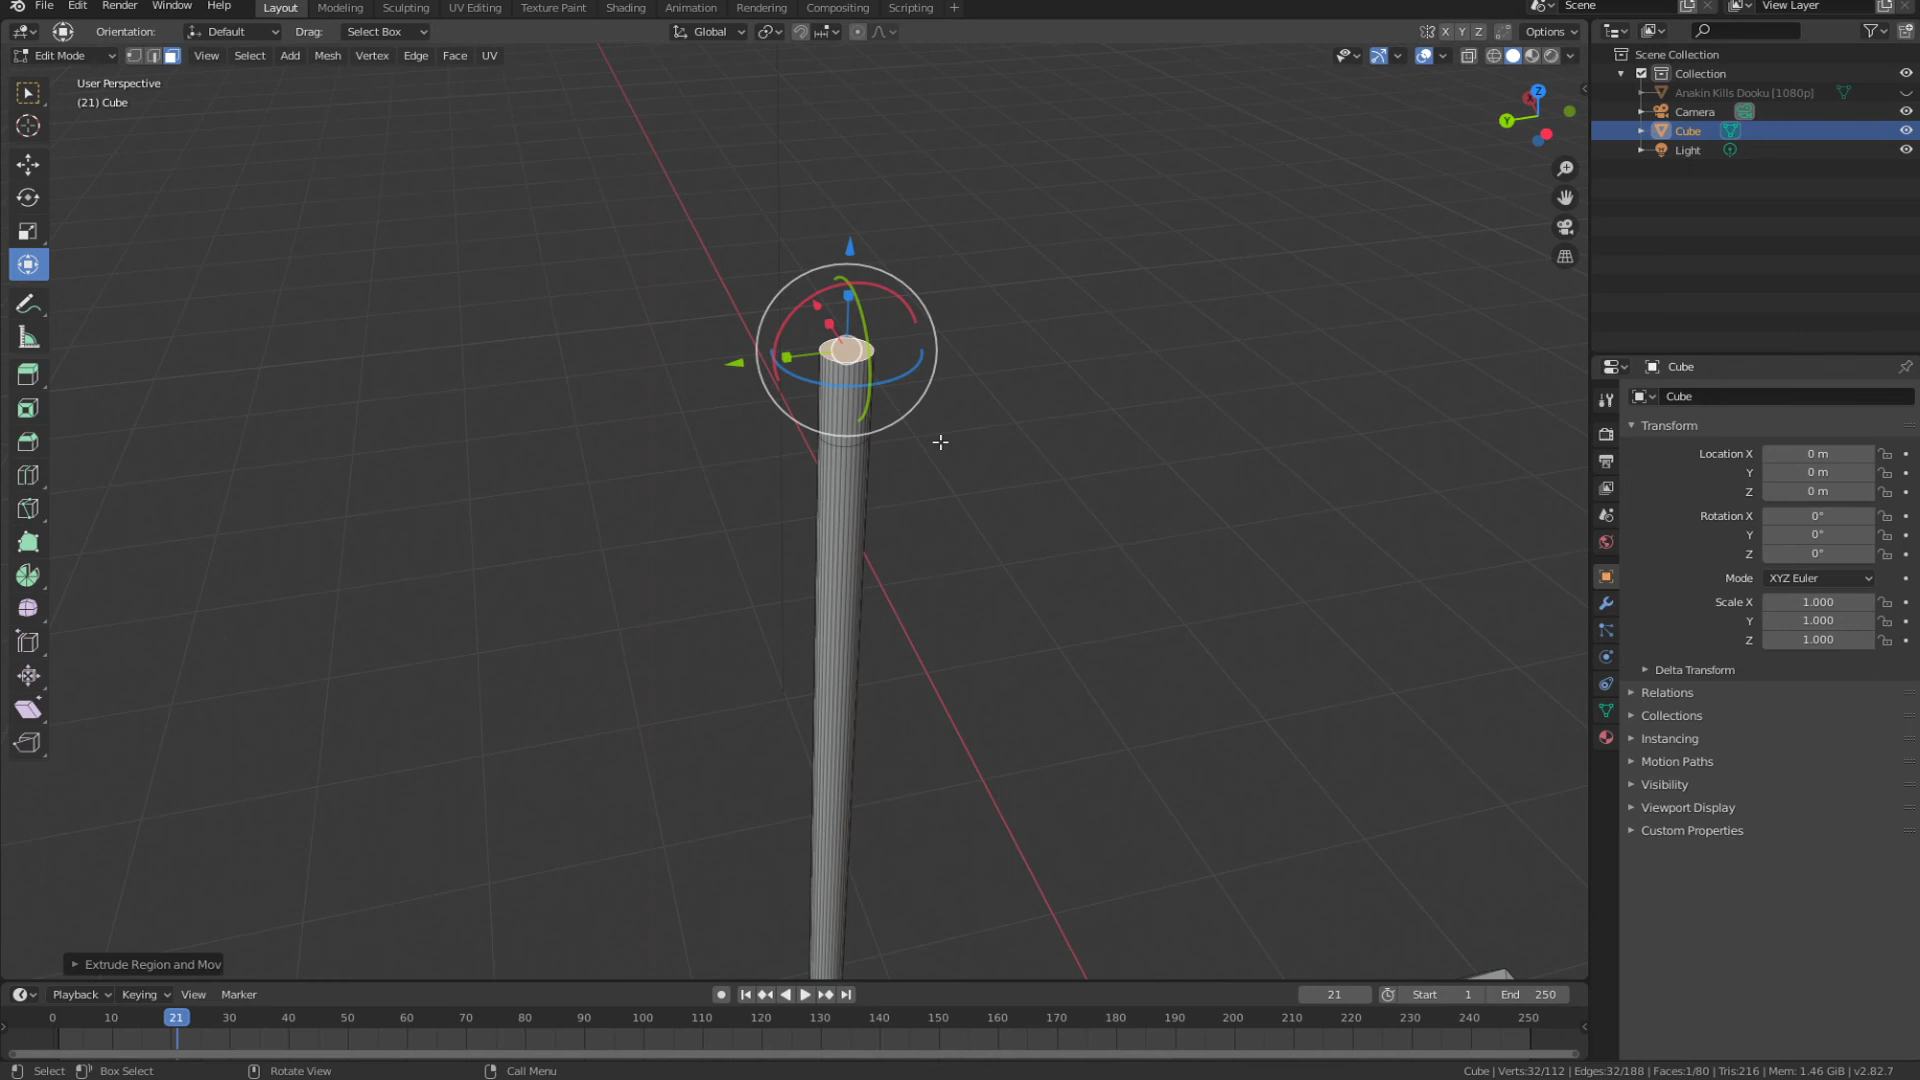 File Edit Render Window Help Layout Modeling Sculpting UV Editing Texture Paint Shading Animation Rendering Compositing Scripting + Scene View Layer
Orientation: Default Drag: Select Box Global X Y Z Options
Edit Mode View Select Add Mesh Vertex Edge Face UV
User Perspective
(21) Cube
Z
X
Y
Scene Collection
Collection
Anakin Kills Dooku [1080p]
Camera
Cube
Light
Cube
Cube
Transform
Location X 0 m
Y 0 m
Z 0 m
Rotation X 0°
Y 0°
Z 0°
Mode XYZ Euler
Scale X 1.000
Y 1.000
Z 1.000
Delta Transform
Relations
Collections
Instancing
Motion Paths
Visibility
Viewport Display
Custom Properties
Extrude Region and Mov
Playback Keying View Marker 21 Start 1 End 250
0 10 21 30 40 50 60 70 80 90 100 110 120 130 140 150 160 170 180 190 200 210 220 230 240 250
Select Box Select Rotate View Call Menu Cube | Verts:32/112 | Edges:32/188 | Faces:1/80 | Tris:216 | Mem: 1.46 GiB | v2.82.7